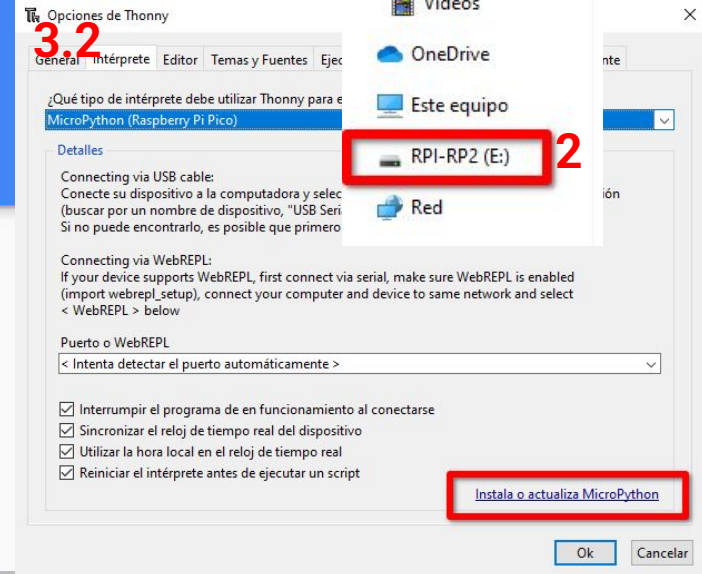 Opciones de Thonny
3.2
General Intérprete Editor Temas y Fuentes
¿Qué tipo de intérprete debe utilizar Thonny para
MicroPython (Raspberry Pi Pico)
Detalles
Connecting via USB cable:
Conecte su dispositivo a la computadora y
(buscar por un nombre de dispositivo, "USB
Si no puede encontrarlo, es posible que primero
Connecting via WebREPL:
If your device supports WebREPL, first connect via serial, make sure WebREPL is enabled
(import webrepl_setup), connect your computer and device to same network and select
< WebREPL > below
Puerto o WebREPL
< Intenta detectar el puerto automáticamente >
Interrumpir el programa de en funcionamiento al conectarse
Sincronizar el reloj de tiempo real del dispositivo
Utilizar la hora local en el reloj de tiempo real
Reiniciar el intérprete antes de ejecutar un script
Instala o actualiza MicroPython
Ok Cancelar
Vídeos
OneDrive
Este equipo
RPI-RP2 (E:) 2
Red